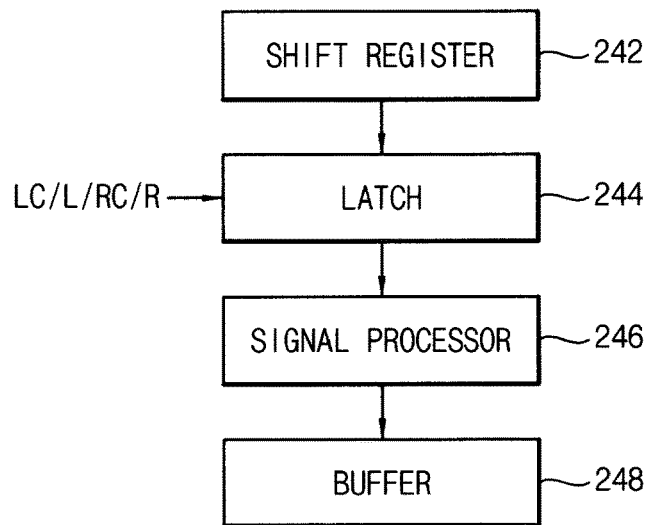 SHIFT REGISTER 242
LC/L/RC/R LATCH 244
SIGNAL PROCESSOR 246
BUFFER 248